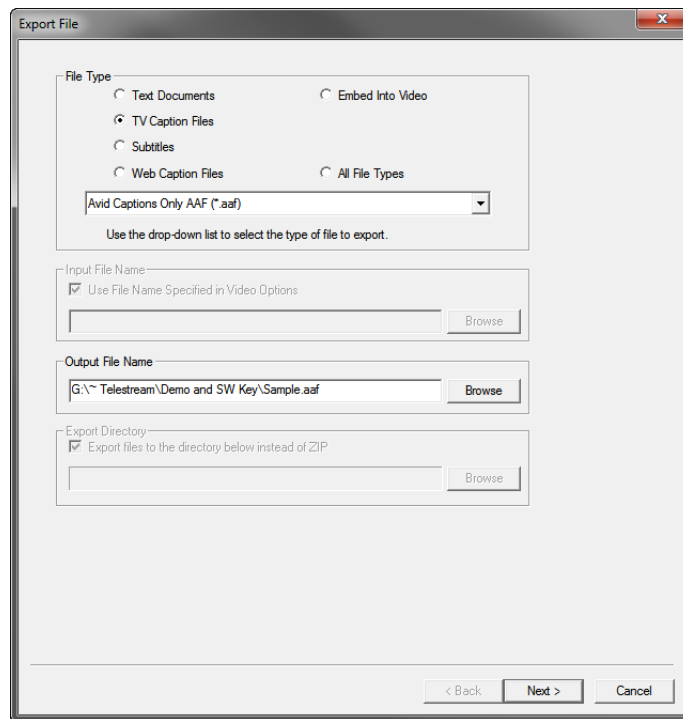 Export File
File Type
Text Documents
Embed Into Video
TV Caption Files
Subtitles
Web Caption Files
All File Types
Avid Captions Only AAF (*.aaf)
Use the drop-down list to select the type of file to export.
Input File Name
Use File Name Specified in Video Options
Browse
Output File Name
G:\~ Telestream\Demo and SW Key\Sample.aaf
Browse
Export Directory
Export files to the directory below instead of ZIP
Browse
< Back
Next >
Cancel